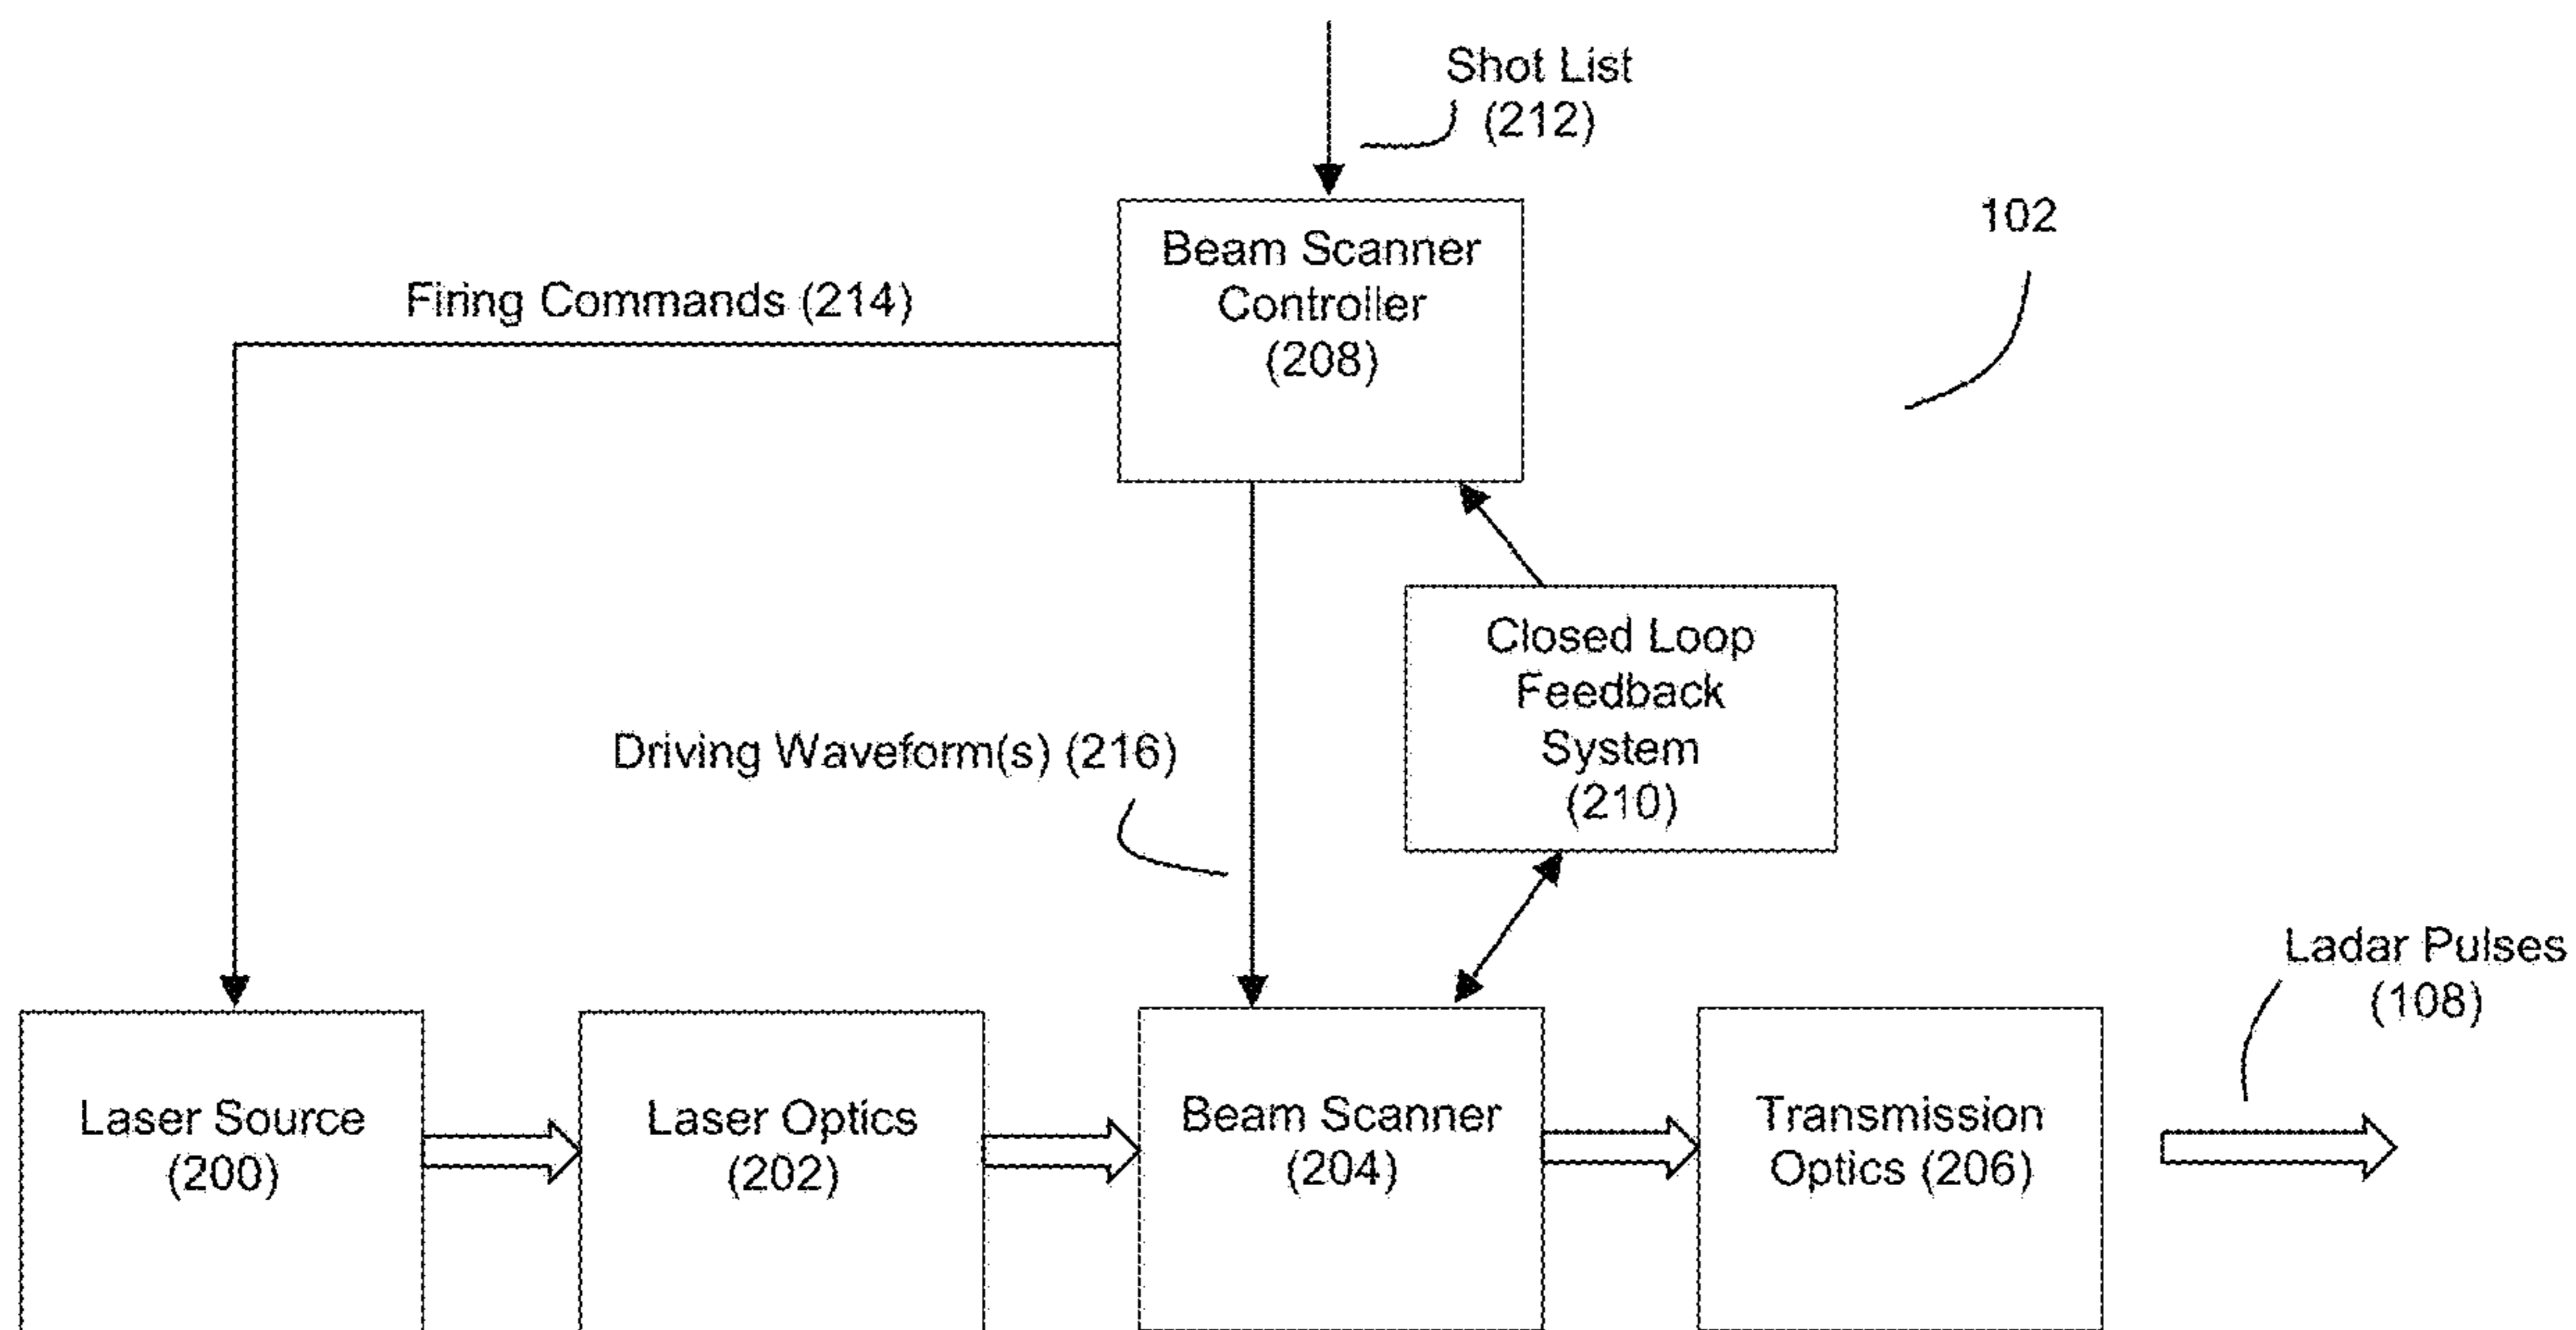 Shot List
(212)
102
Beam Scanner
Controller
(208)
Firing Commands (214)
Closed Loop
Feedback
System
(210)
Driving Waveform(s) (216)
Ladar Pulses
(108)
Laser Source
(200)
Laser Optics
(202)
Beam Scanner
(204)
Transmission
Optics (206)